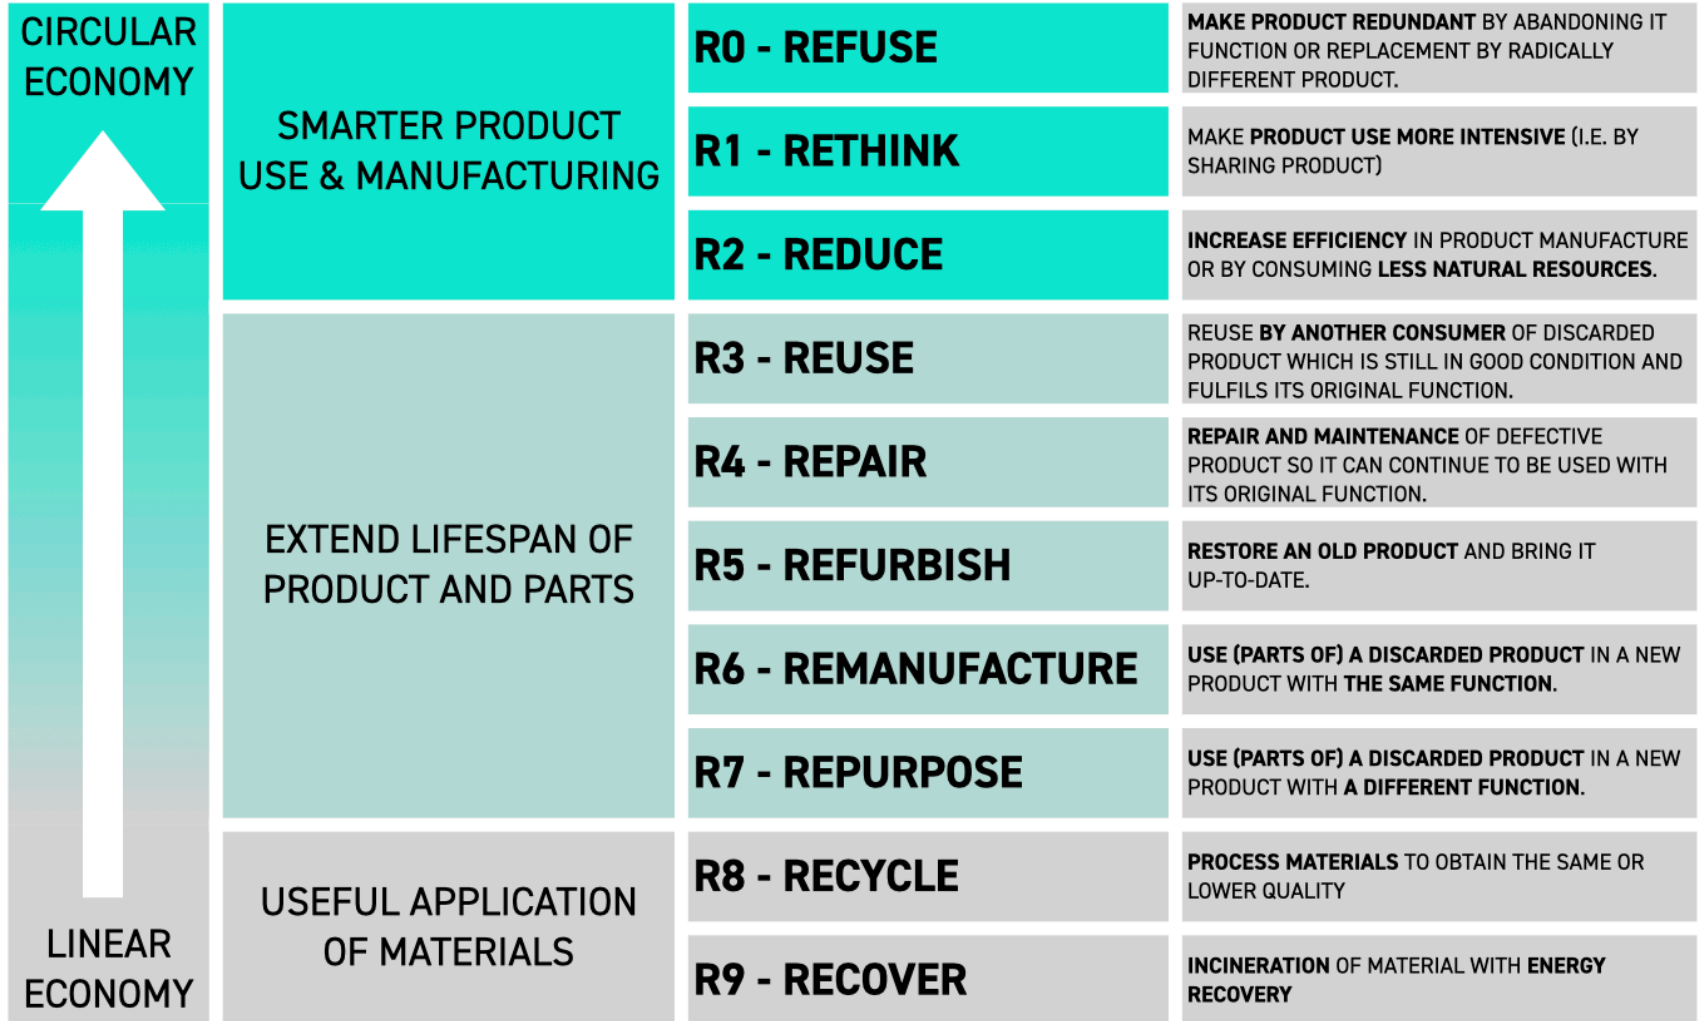 CIRCULAR
ECONOMY
SMARTER PRODUCT
USE & MANUFACTURING
R0 - REFUSE
MAKE PRODUCT REDUNDANT BY ABANDONING IT
FUNCTION OR REPLACEMENT BY RADICALLY
DIFFERENT PRODUCT.
R1 - RETHINK
MAKE PRODUCT USE MORE INTENSIVE (I.E. BY
SHARING PRODUCT)
R2 - REDUCE
INCREASE EFFICIENCY IN PRODUCT MANUFACTURE
OR BY CONSUMING LESS NATURAL RESOURCES.
EXTEND LIFESPAN OF
PRODUCT AND PARTS
R3 - REUSE
REUSE BY ANOTHER CONSUMER OF DISCARDED
PRODUCT WHICH IS STILL IN GOOD CONDITION AND
FULFILS ITS ORIGINAL FUNCTION.
R4 - REPAIR
REPAIR AND MAINTENANCE OF DEFECTIVE
PRODUCT SO IT CAN CONTINUE TO BE USED WITH
ITS ORIGINAL FUNCTION.
R5 - REFURBISH
RESTORE AN OLD PRODUCT AND BRING IT
UP-TO-DATE.
R6 - REMANUFACTURE
USE (PARTS OF) A DISCARDED PRODUCT IN A NEW
PRODUCT WITH THE SAME FUNCTION.
R7 - REPURPOSE
USE (PARTS OF) A DISCARDED PRODUCT IN A NEW
PRODUCT WITH A DIFFERENT FUNCTION.
USEFUL APPLICATION
OF MATERIALS
R8 - RECYCLE
PROCESS MATERIALS TO OBTAIN THE SAME OR
LOWER QUALITY
R9 - RECOVER
INCINERATION OF MATERIAL WITH ENERGY
RECOVERY
LINEAR
ECONOMY